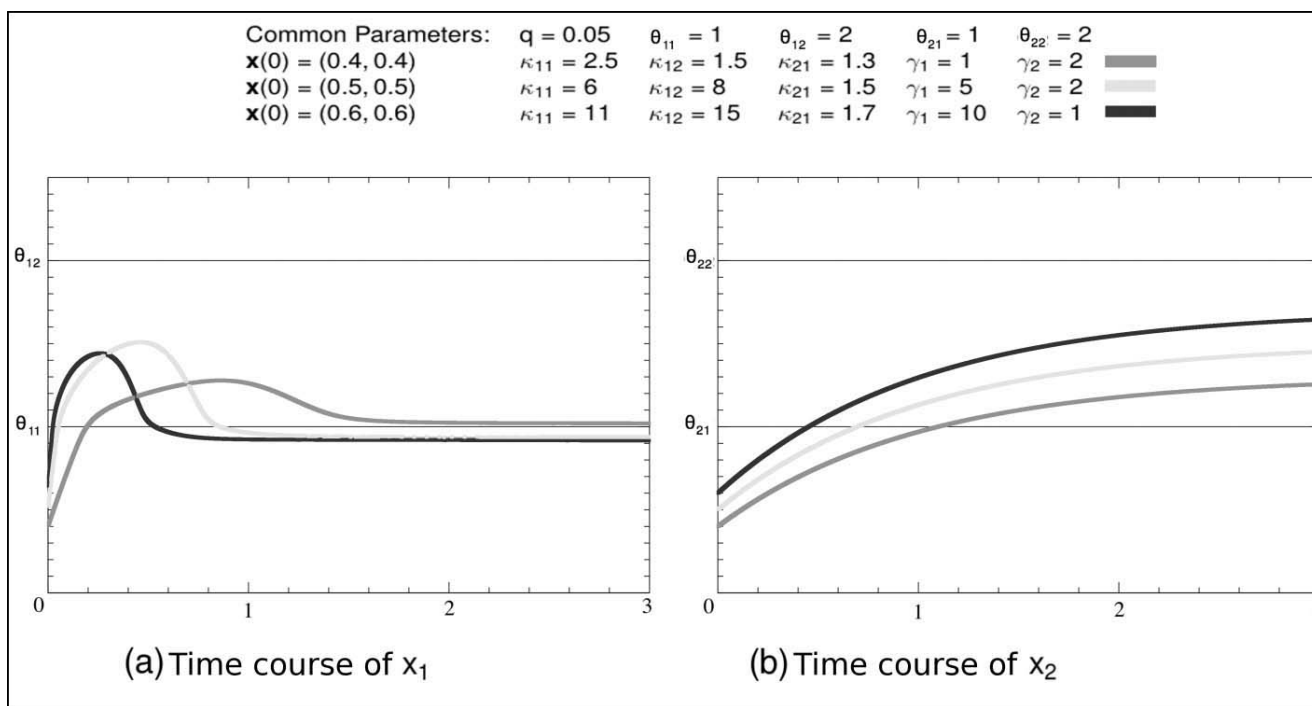 Common Parameters: q = 0.05 θ₁₁ = 1 θ₁₂ = 2 θ₂₁ = 1 θ₂₂' = 2
x(0) = (0.4, 0.4) κ₁₁ = 2.5 κ₁₂ = 1.5 κ₂₁ = 1.3 γ₁ = 1 γ₂ = 2
x(0) = (0.5, 0.5) κ₁₁ = 6 κ₁₂ = 8 κ₂₁ = 1.5 γ₁ = 5 γ₂ = 2
x(0) = (0.6, 0.6) κ₁₁ = 11 κ₁₂ = 15 κ₂₁ = 1.7 γ₁ = 10 γ₂ = 1
θ₁₂
θ₁₁
0 1 2 3
(a) Time course of x₁
θ₂₂'
θ₂₁
0 1 2
(b) Time course of x₂